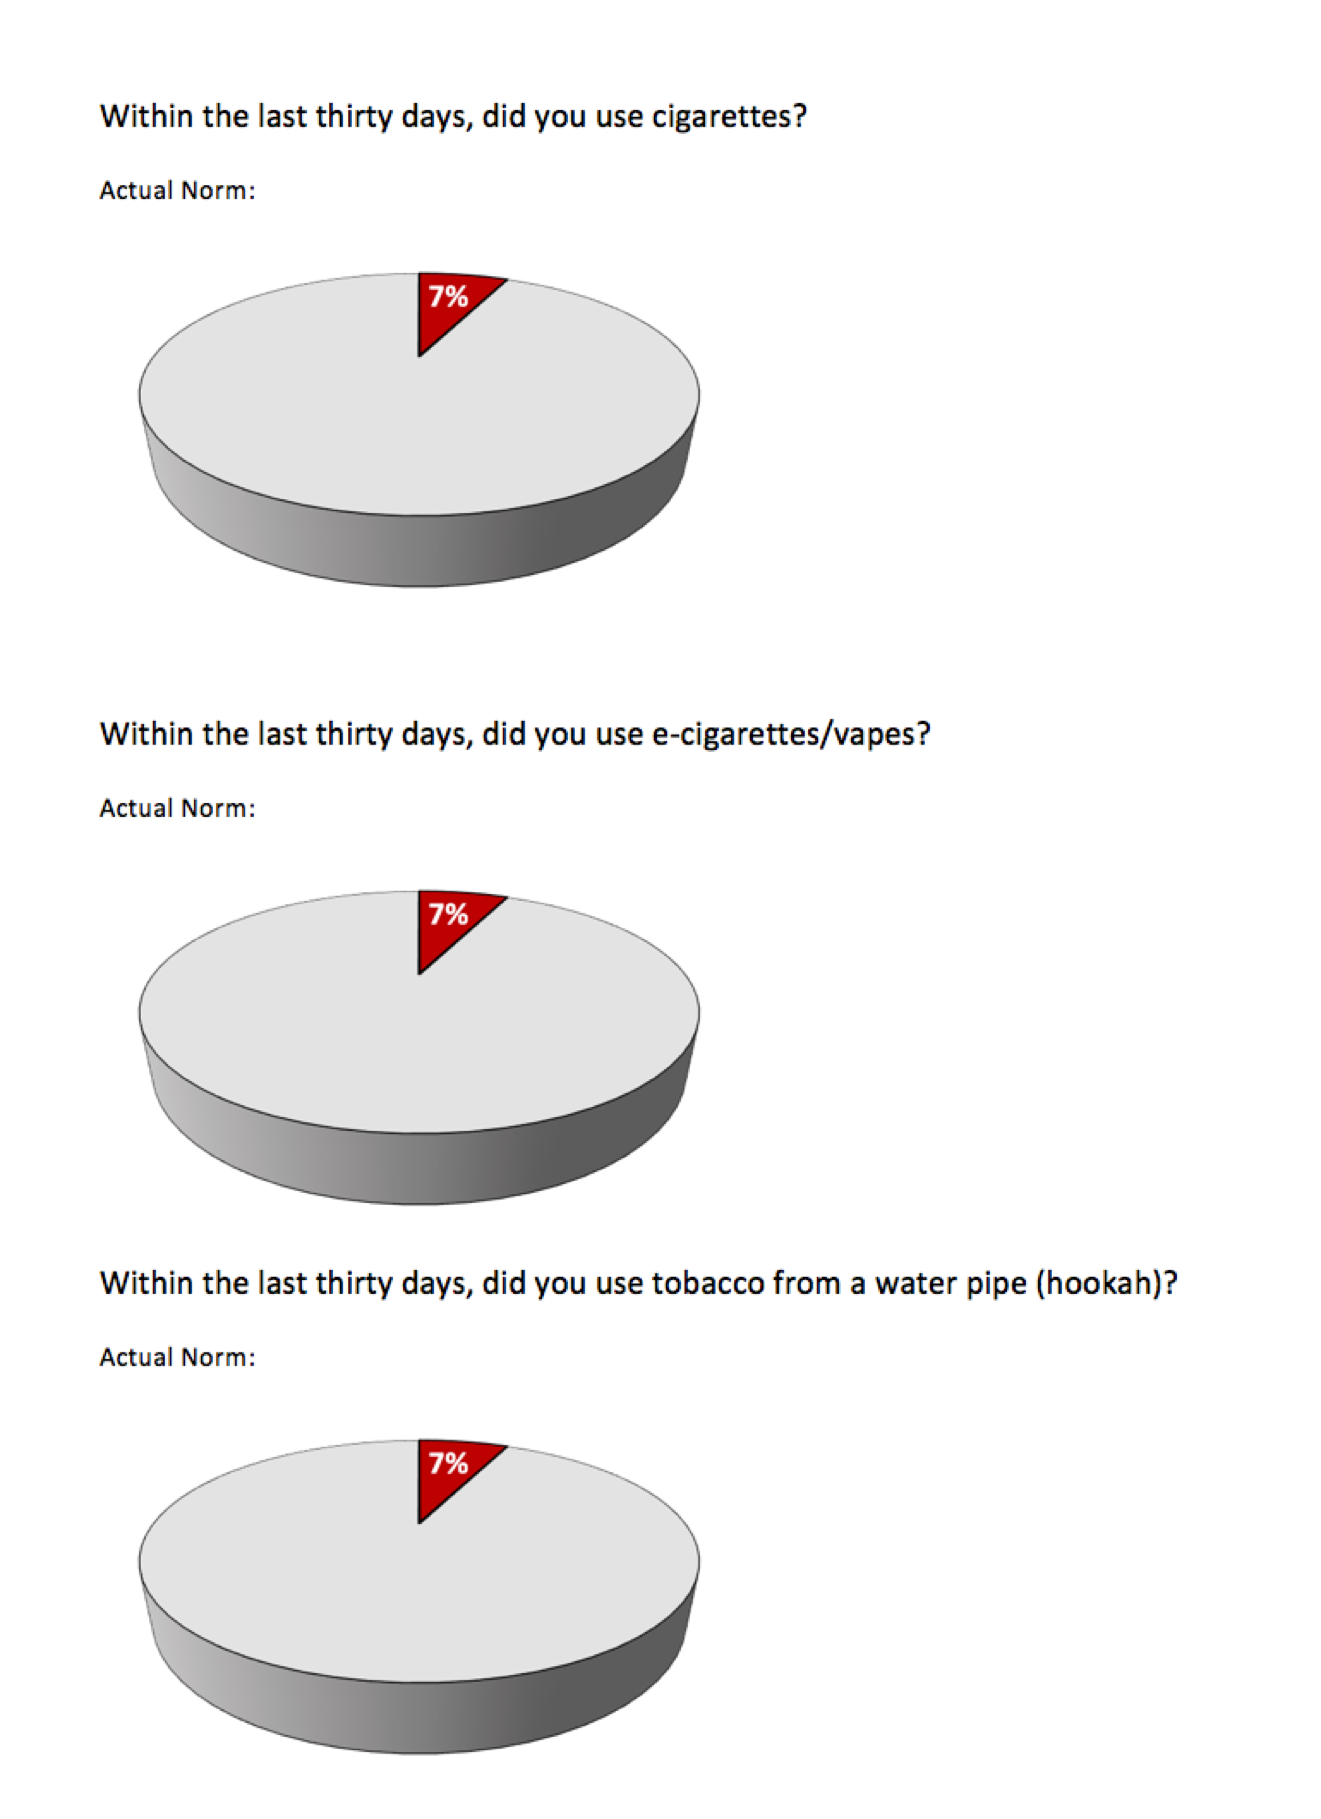 Within the last thirty days, did you use cigarettes?
Actual Norm:
7%
Within the last thirty days, did you use e-cigarettes/vapes?
Actual Norm:
7%
Within the last thirty days, did you use tobacco from a water pipe (hookah)?
Actual Norm:
7%